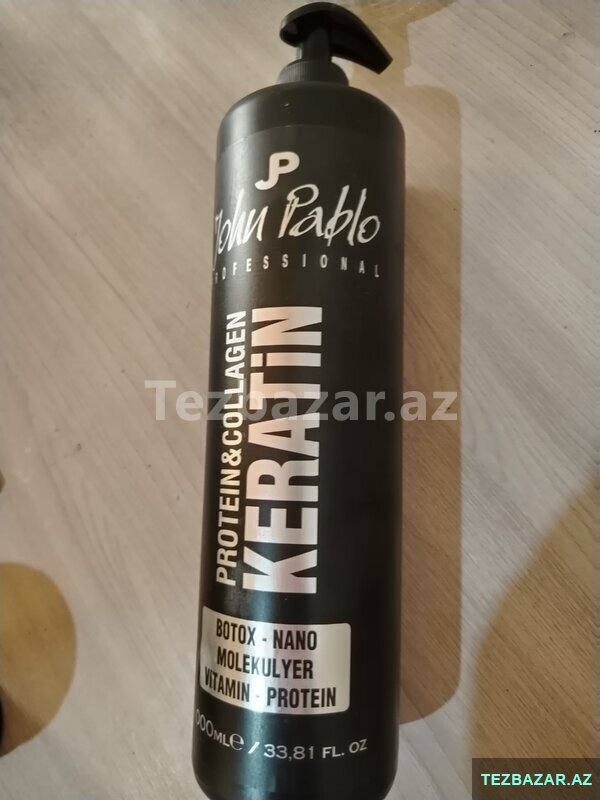 JP
John Pablo
PROFESSIONAL
PROTEIN&COLLAGEN
KERATiN
BOTOX - NANO
MOLEKULYER
VITAMIN - PROTEIN
000MLe / 33,81 FL. OZ
Tezbazar.az
TEZBAZAR.AZ